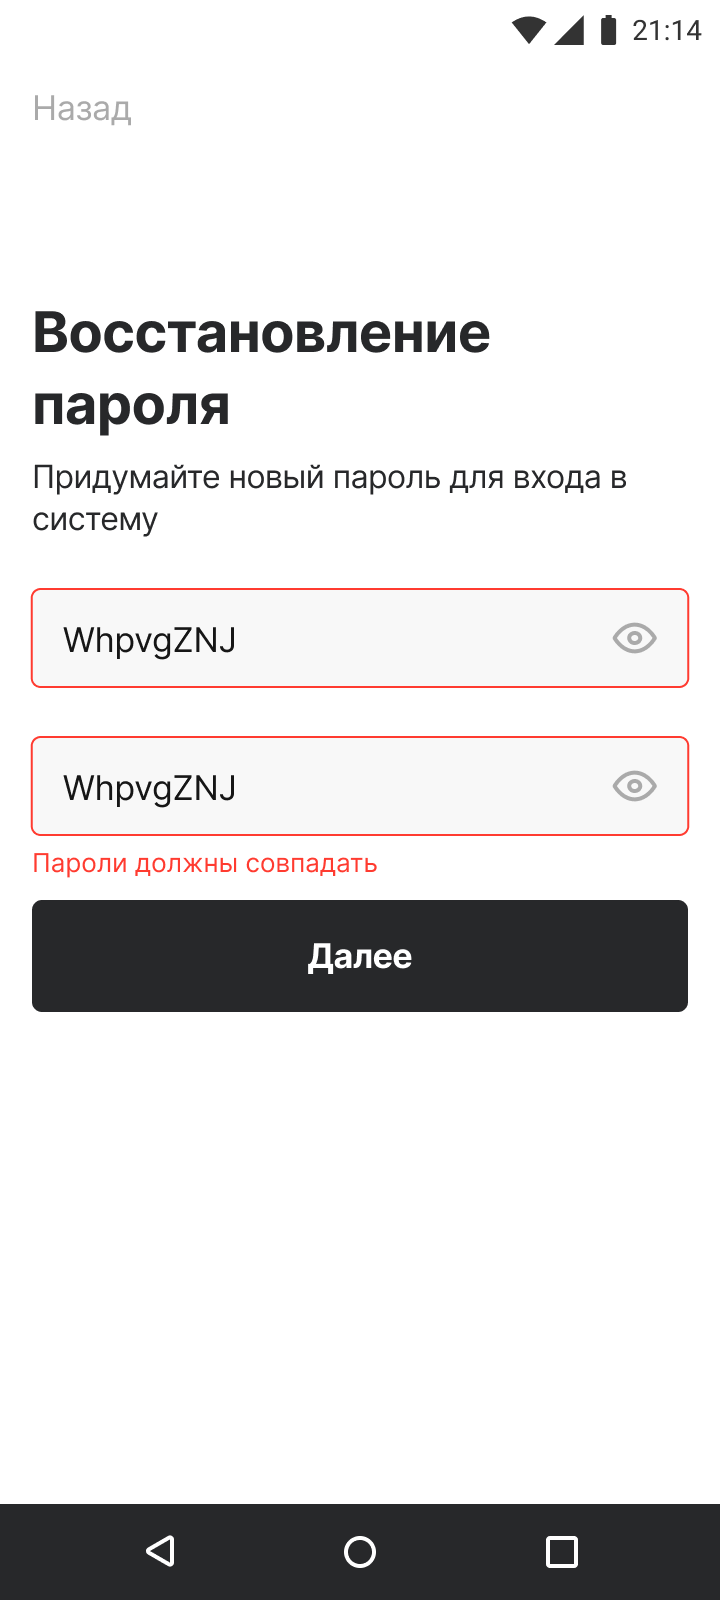 21:14
Назад
Восстановление
пароля
Придумайте новый пароль для входа в
систему
WhpvgZNJ
WhpvgZNJ
Пароли должны совпадать
Далее